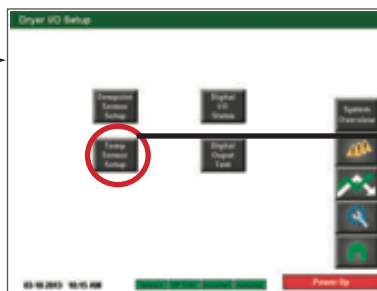 Dryer I/O Setup
Dewpoint
Sensor
Setup
Digital
I/O
Status
System
Overview
Temp
Sensor
Setup
Digital
Ouput
Test
03-18-2013 10:15 AM
Power Up